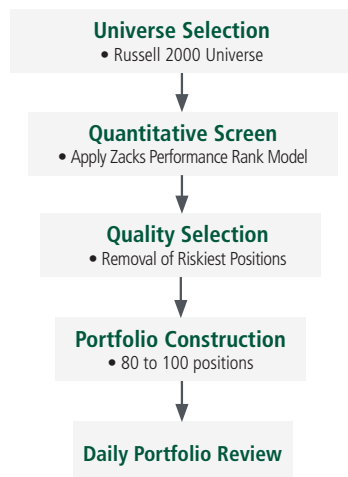 Universe Selection
• Russell 2000 Universe
Quantitative Screen
• Apply Zacks Performance Rank Model
Quality Selection
• Removal of Riskiest Positions
Portfolio Construction
• 80 to 100 positions
Daily Portfolio Review